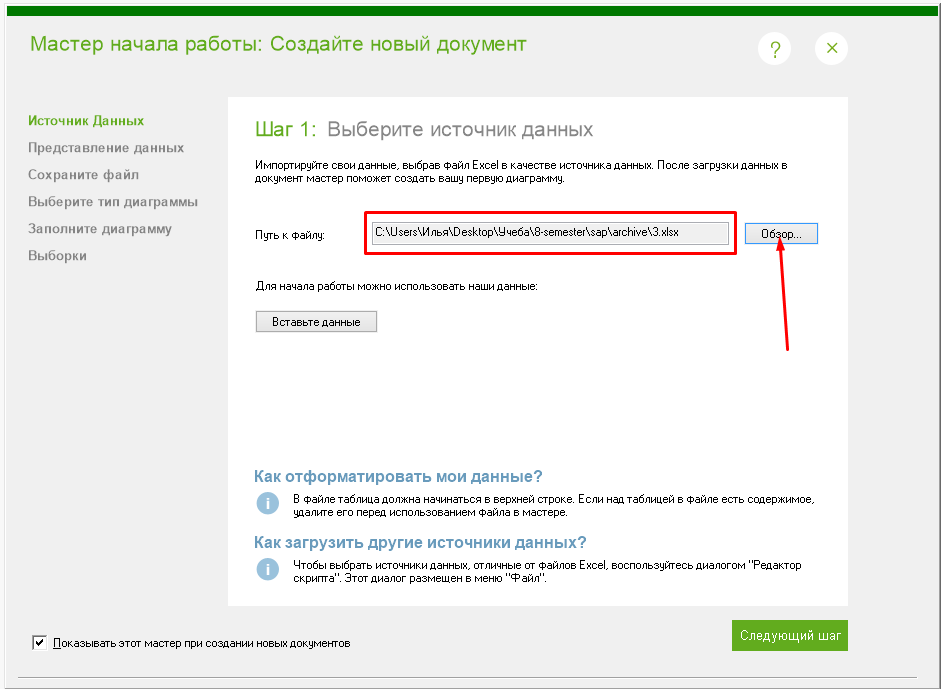 Мастер начала работы: Создайте новый документ
?
Источник Данных
Представление данных
Сохраните файл
Выберите тип диаграммы
Заполните диаграмму
Выборки
Шаг 1: Выберите источник данных
Импортируйте свои данные, выбрав файл Excel в качестве источника данных. После загрузки данных в
документ мастер поможет создать вашу первую диаграмму.
Путь к файлу:
C:\Users\Илья\Desktop\Учеба\8-semester\sap\archive\3.xlsx
Обзор...
Для начала работы можно использовать наши данные:
Вставьте данные
Как отформатировать мои данные?
i
В файле таблица должна начинаться в верхней строке. Если над таблицей в файле есть содержимое,
удалите его перед использованием файла в мастере.
Как загрузить другие источники данных?
i
Чтобы выбрать источники данных, отличные от файлов Excel, воспользуйтесь диалогом "Редактор
скрипта". Этот диалог размещен в меню "Файл".
Показывать этот мастер при создании новых документов
Следующий шаг